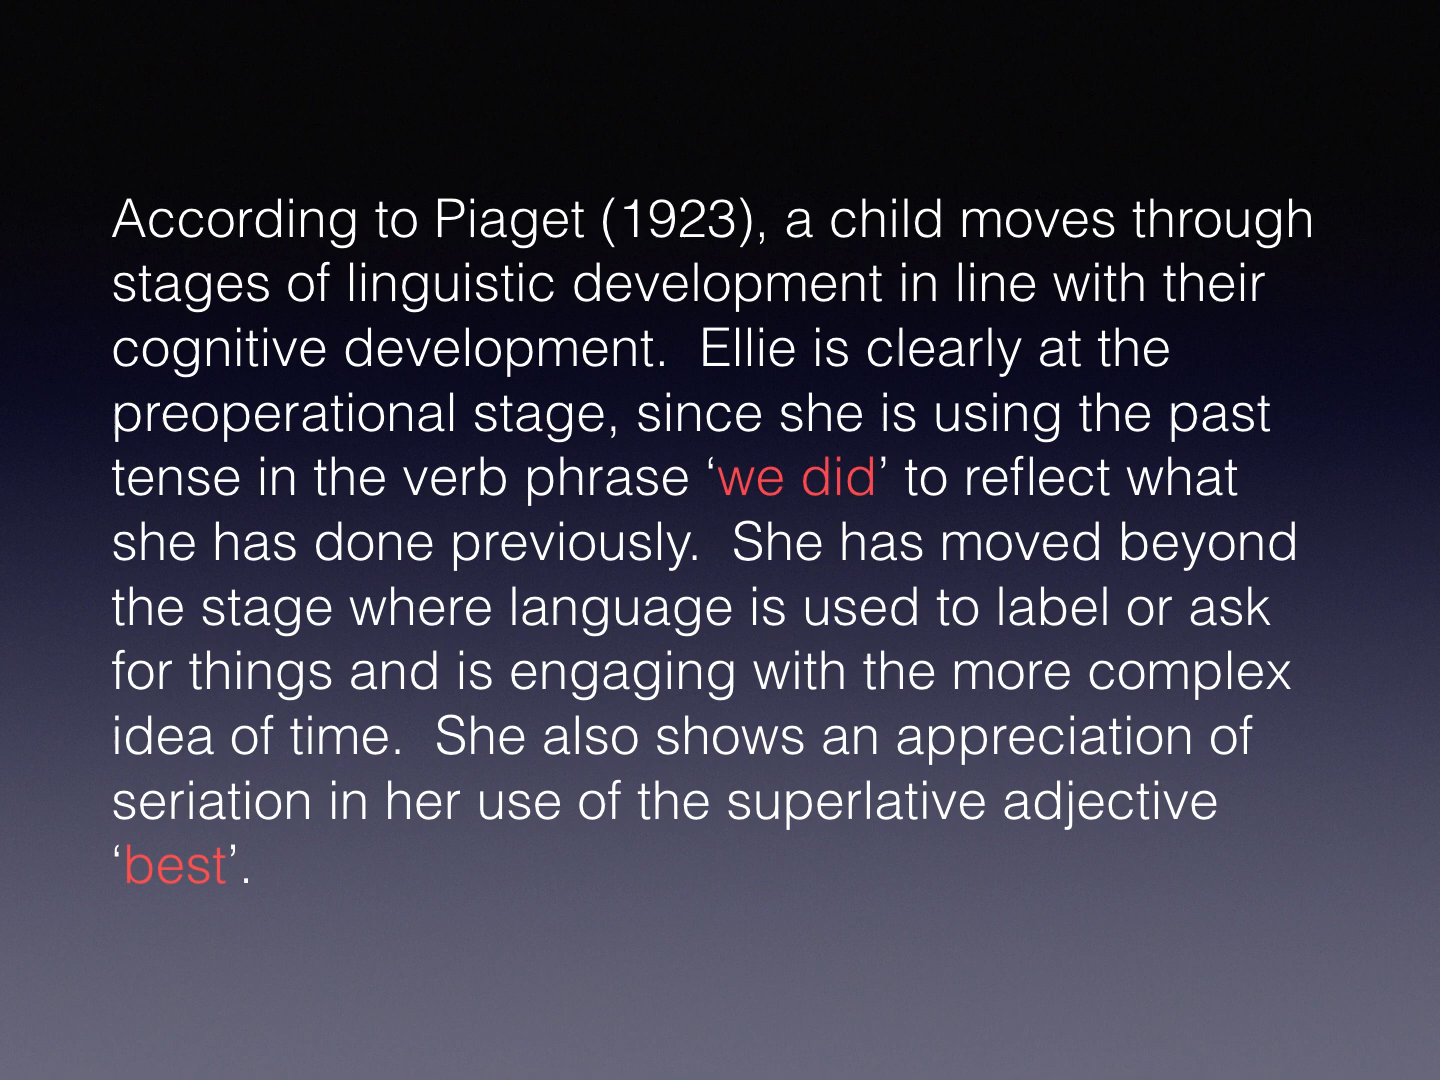 According to Piaget (1923), a child moves through
stages of linguistic development in line with their
cognitive development.  Ellie is clearly at the
preoperational stage, since she is using the past
tense in the verb phrase ‘we did’ to reflect what
she has done previously.  She has moved beyond
the stage where language is used to label or ask
for things and is engaging with the more complex
idea of time.  She also shows an appreciation of
seriation in her use of the superlative adjective
‘best’.